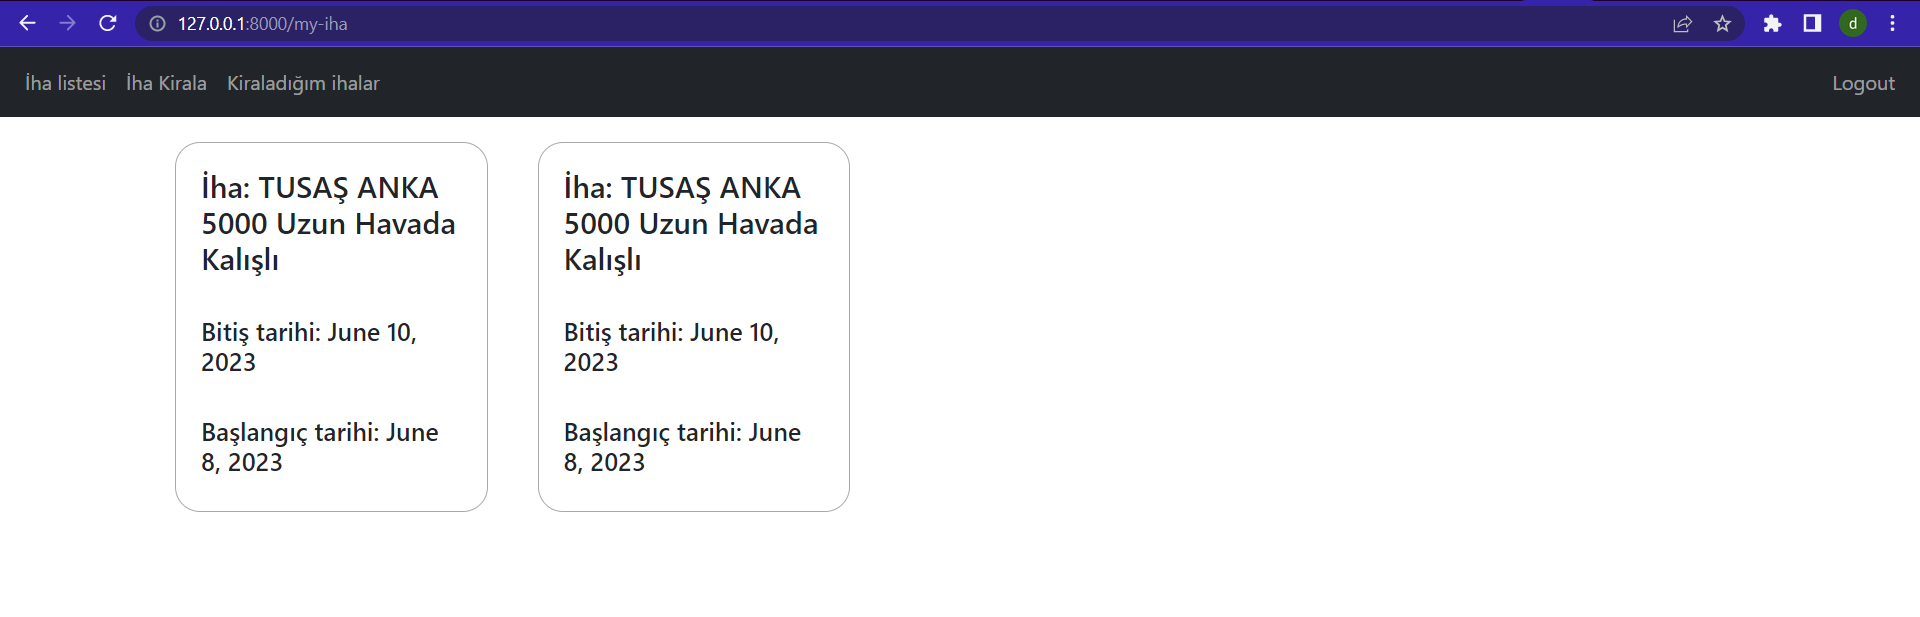 127.0.0.1:8000/my-iha
d
İha listesi İha Kirala Kiraladığım ihalar Logout
İha: TUSAŞ ANKA
5000 Uzun Havada
Kalışlı
Bitiş tarihi: June 10,
2023
Başlangıç tarihi: June
8, 2023
İha: TUSAŞ ANKA
5000 Uzun Havada
Kalışlı
Bitiş tarihi: June 10,
2023
Başlangıç tarihi: June
8, 2023